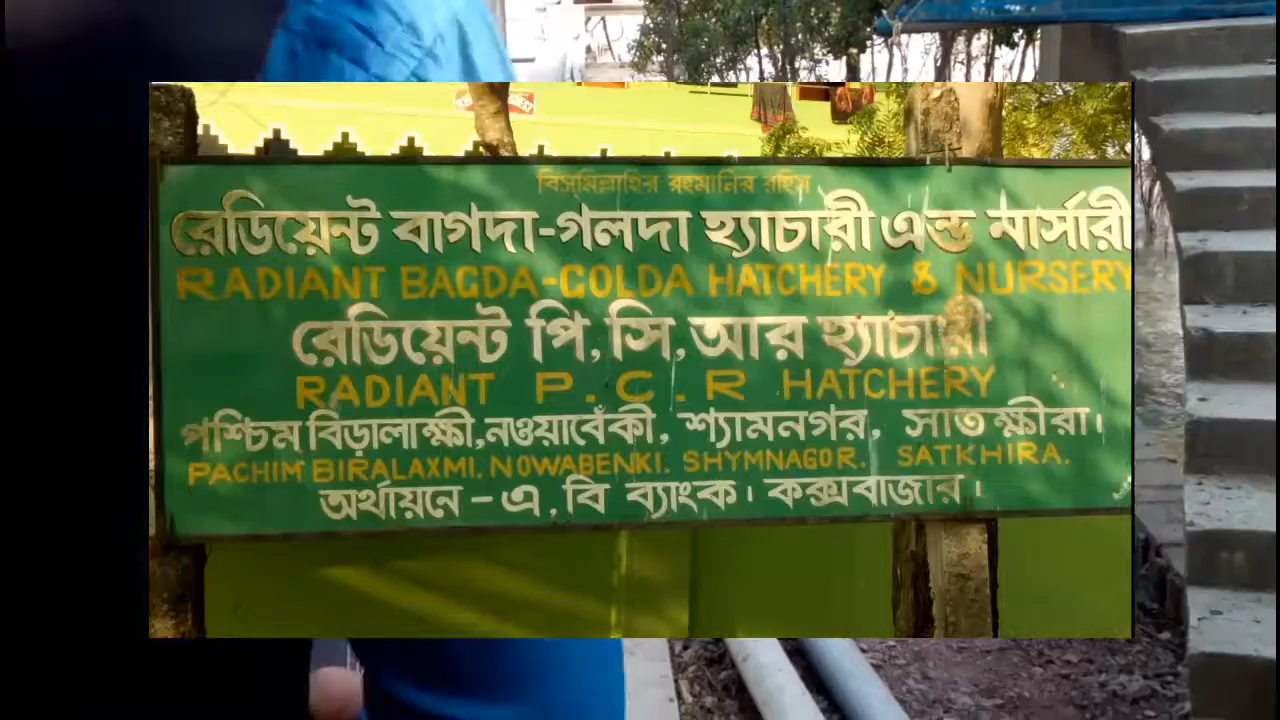 বিসমিল্লাহির রহমানির রহিম
রেডিয়েন্ট বাগদা-গলদা হ্যাচারী এন্ড নার্সারী
RADIANT BAGDA-GOLDA HATCHERY & NURSERY
রেডিয়েন্ট পি,সি,আর হ্যাচারী
RADIANT P.C.R HATCHERY
পশ্চিম বিড়ালাক্ষী,নওয়াবেঁকী, শ্যামনগর, সাতক্ষীরা।
PACHIM BIRALAXMI. NOWABENKI. SHYMNAGOR. SATKHIRA.
অর্থায়নে – এ,বি ব্যাংক। কক্সবাজার।